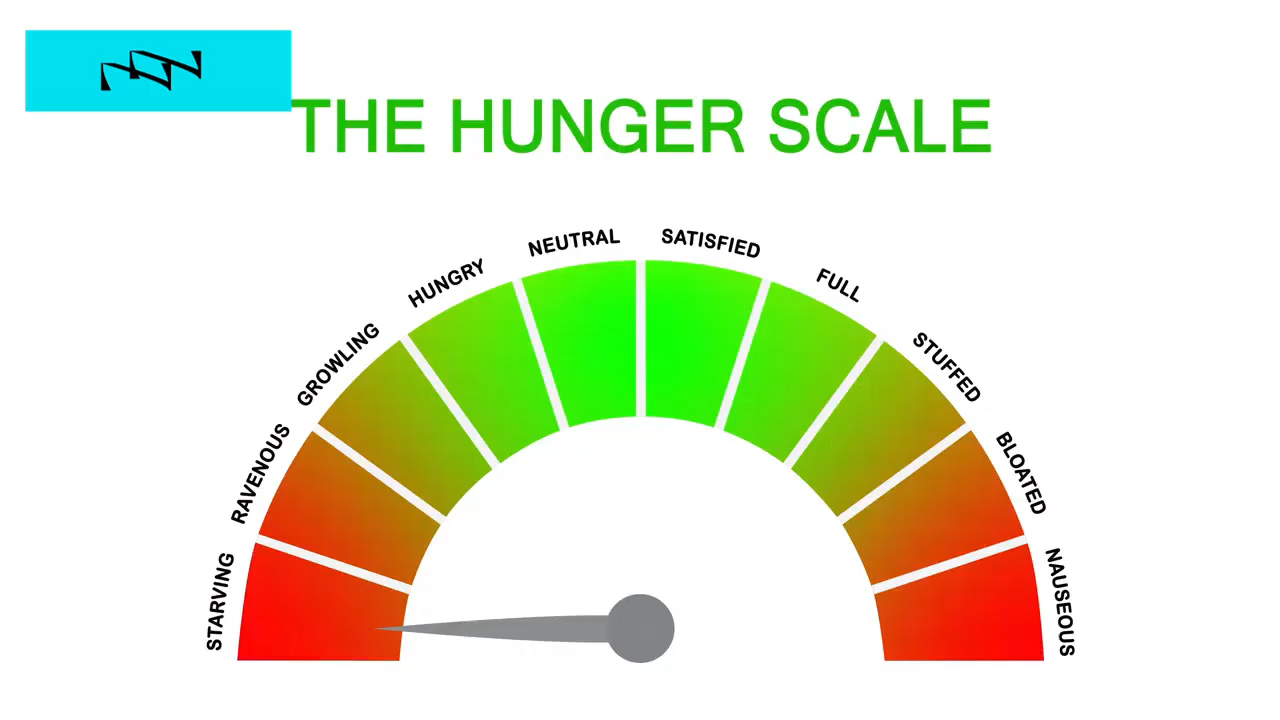 THE HUNGER SCALE
STARVING
RAVENOUS
GROWLING
HUNGRY
NEUTRAL
SATISFIED
FULL
STUFFED
BLOATED
NAUSEOUS